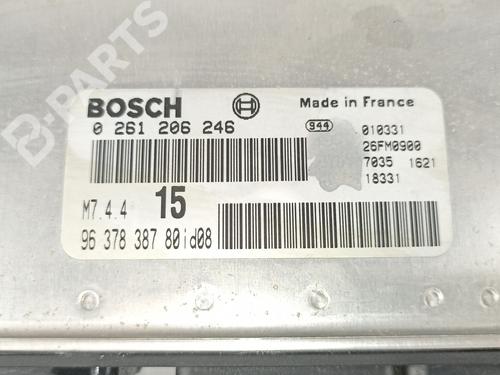 B-PARTS
BOSCH
Made in France
0 261 206 246
944
010331
26FM0900
7035 1621
18331
M7.4.4 15
96 378 387 80id08